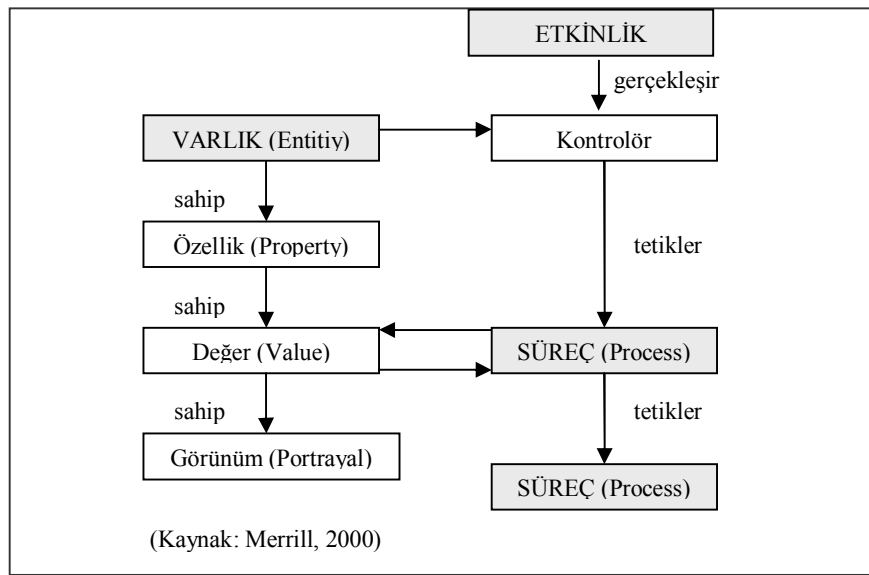 ETKİNLİK
gerçekleşir
VARLIK (Entitiy)
Kontrolör
sahip
Özellik (Property)
tetikler
sahip
Değer (Value)
SÜREÇ (Process)
sahip
tetikler
Görünüm (Portrayal)
SÜREÇ (Process)
(Kaynak: Merrill, 2000)